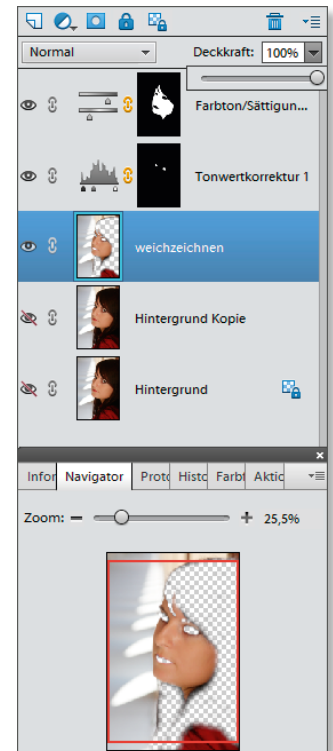 Normal Deckkraft: 100%
Farbton/Sättigun...
Tonwertkorrektur 1
weichzeichnen
Hintergrund Kopie
Hintergrund
Infor Navigator Proto Histo Farbt Aktio
Zoom: 25,5%